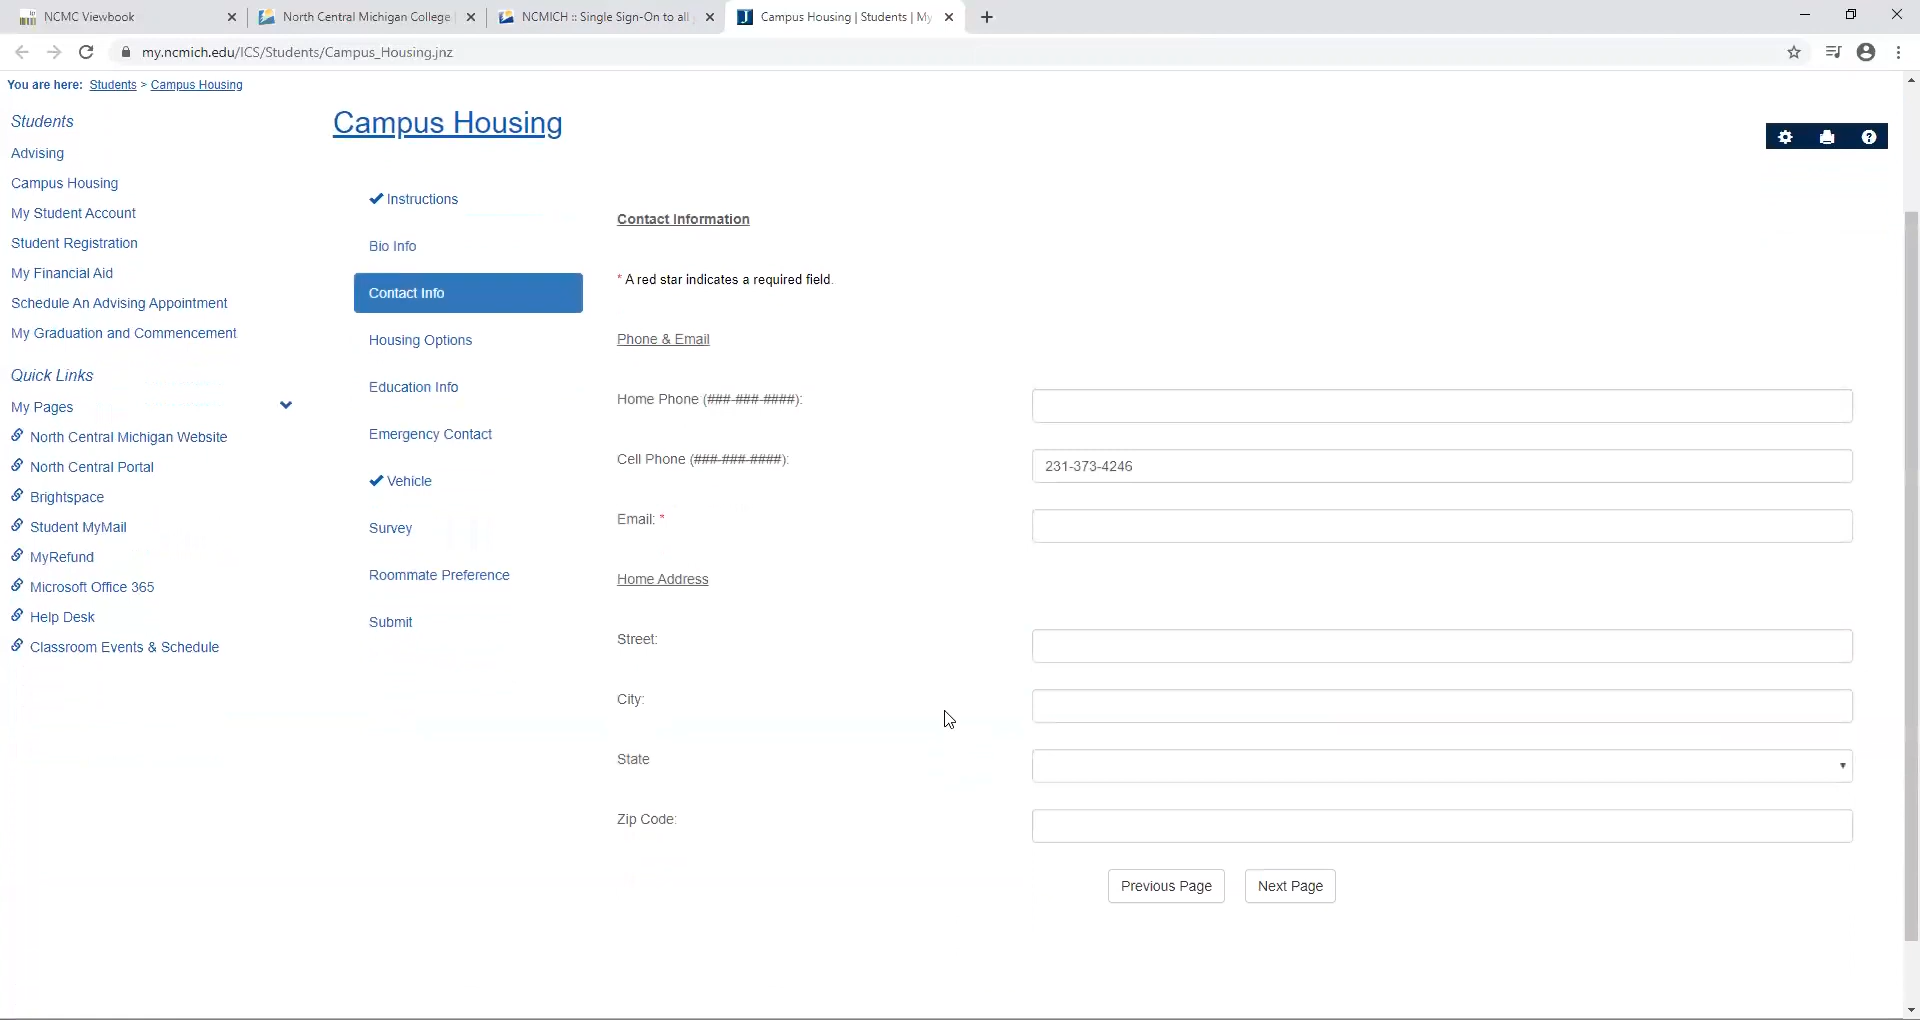 NCMC Viewbook
North Central Michigan College
NCMICH :: Single Sign-On to all
Campus Housing | Students | My
my.ncmich.edu/ICS/Students/Campus_Housing.jnz
You are here: Students > Campus Housing
Students
Advising
Campus Housing
My Student Account
Student Registration
My Financial Aid
Schedule An Advising Appointment
My Graduation and Commencement
Quick Links
My Pages
North Central Michigan Website
North Central Portal
Brightspace
Student MyMail
MyRefund
Microsoft Office 365
Help Desk
Classroom Events & Schedule
Campus Housing
Instructions
Bio Info
Contact Info
Housing Options
Education Info
Emergency Contact
Vehicle
Survey
Roommate Preference
Submit
Contact Information
* A red star indicates a required field.
Phone & Email
Home Phone (###-###-####):
Cell Phone (###-###-####):
231-373-4246
Email: *
Home Address
Street:
City:
State
Zip Code:
Previous Page
Next Page